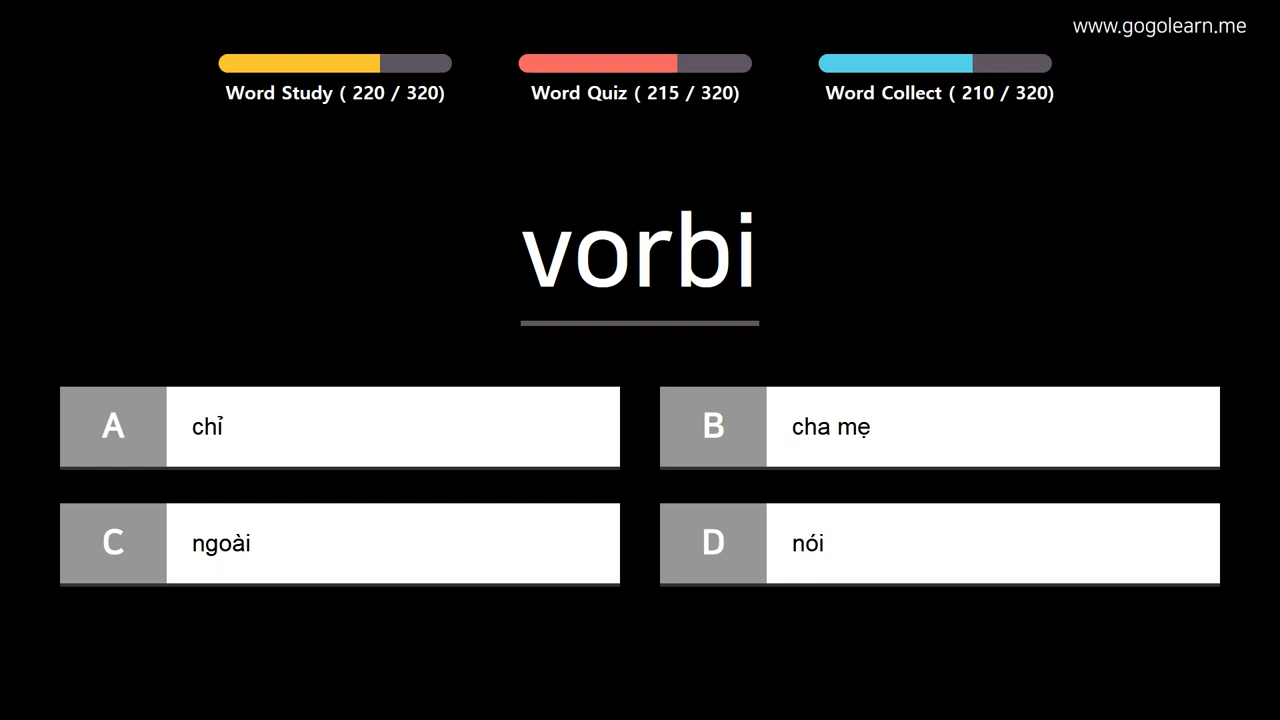 www.gogolearn.me
Word Study ( 220 / 320)
Word Quiz ( 215 / 320)
Word Collect ( 210 / 320)
vorbi
A
chỉ
B
cha mẹ
C
ngoài
D
nói